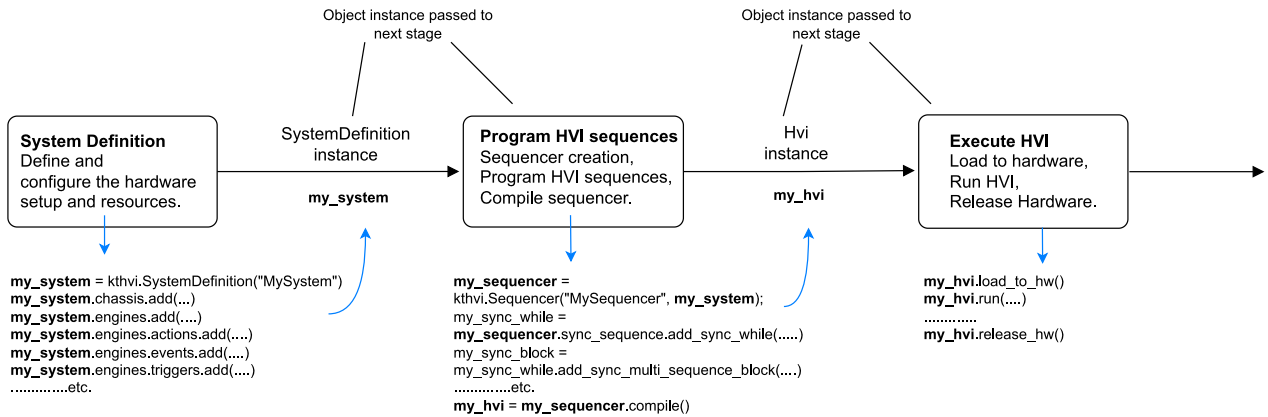 Object instance passed to
next stage
Object instance passed to
next stage
System Definition
Define and
configure the hardware
setup and resources.
SystemDefinition
instance
my_system
Program HVI sequences
Sequencer creation,
Program HVI sequences,
Compile sequencer.
Hvi
instance
my_hvi
Execute HVI
Load to hardware,
Run HVI,
Release Hardware.
my_system = kthvi.SystemDefinition("MySystem")
my_system.chassis.add(...)
my_system.engines.add(....)
my_system.engines.actions.add(....)
my_system.engines.events.add(....)
my_system.engines.triggers.add(....)
..............etc.
my_sequencer =
kthvi.Sequencer("MySequencer", my_system);
my_sync_while =
my_sequencer.sync_sequence.add_sync_while(.....)
my_sync_block =
my_sync_while.add_sync_multi_sequence_block(....)
..............etc.
my_hvi = my_sequencer.compile()
my_hvi.load_to_hw()
my_hvi.run(....)
.............
my_hvi.release_hw()